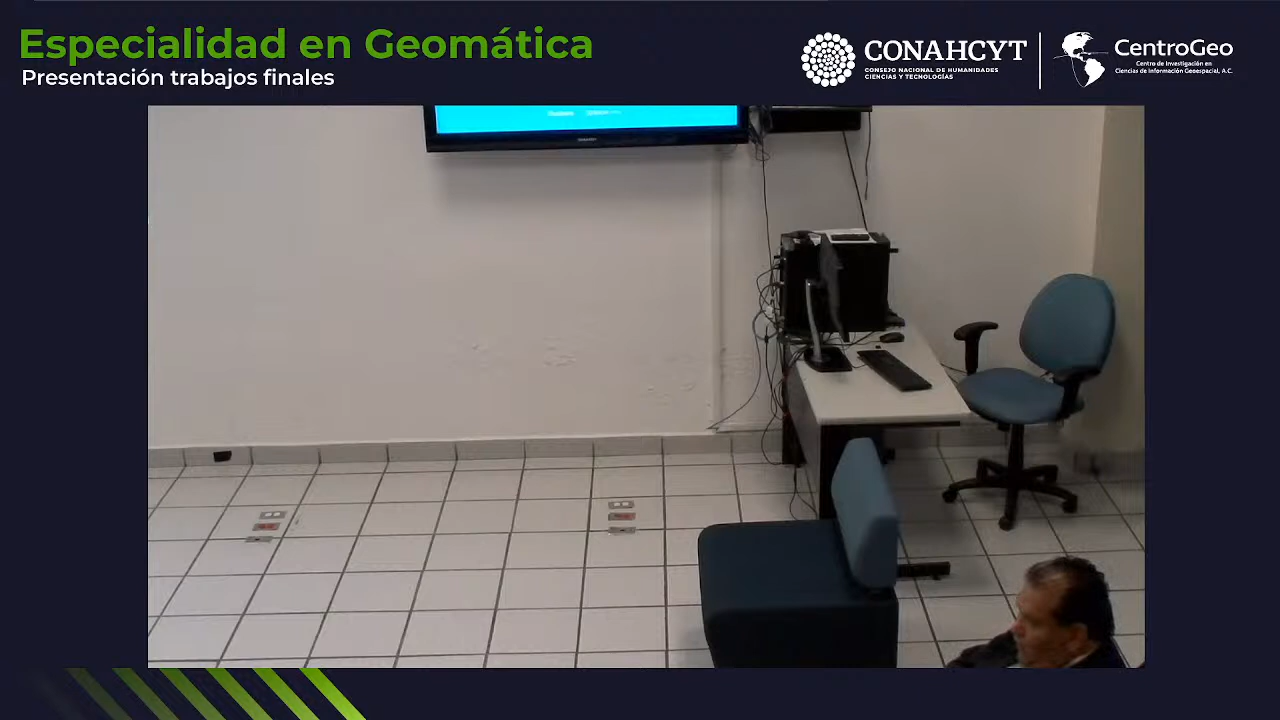 Especialidad en Geomática
Presentación trabajos finales
CONAHCYT
CONSEJO NACIONAL DE HUMANIDADES
CIENCIAS Y TECNOLOGÍAS
CentroGeo
Centro de Investigación en
Ciencias de Información Geoespacial, A.C.